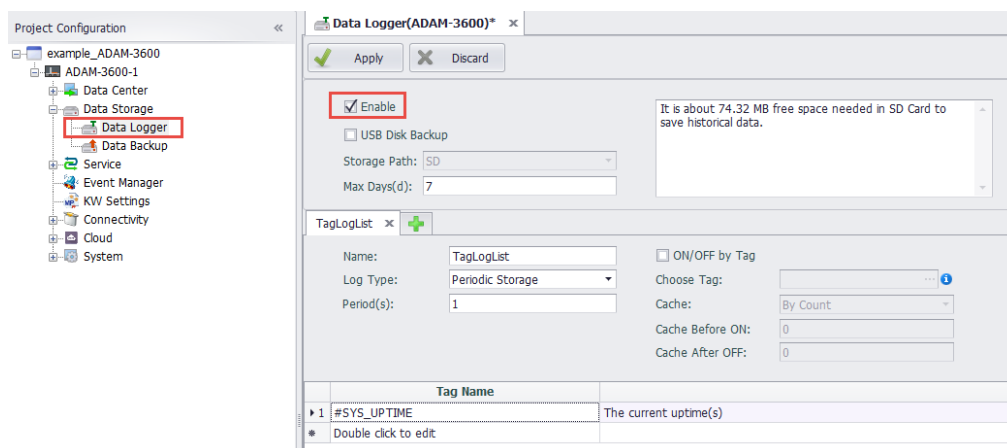 Project Configuration
«
example_ADAM-3600
ADAM-3600-1
Data Center
Data Storage
Data Logger
Data Backup
Service
Event Manager
KW Settings
Connectivity
Cloud
System
Data Logger(ADAM-3600)* x
Apply Discard
Enable
USB Disk Backup
Storage Path: SD
Max Days(d): 7
It is about 74.32 MB free space needed in SD Card to
save historical data.
TagLogList x
Name: TagLogList
Log Type: Periodic Storage
Period(s): 1
ON/OFF by Tag
Choose Tag: ...
Cache: By Count
Cache Before ON: 0
Cache After OFF: 0
Tag Name
1 #SYS_UPTIME The current uptime(s)
* Double click to edit